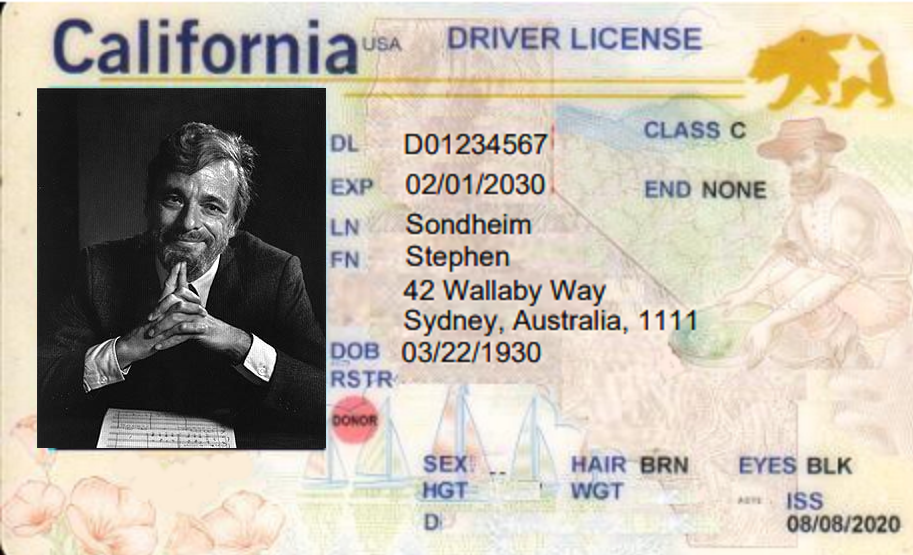 California USA DRIVER LICENSE
DL D01234567 CLASS C
EXP 02/01/2030 END NONE
LN Sondheim
FN Stephen
42 Wallaby Way
Sydney, Australia, 1111
DOB 03/22/1930
RSTR
DONOR
SEX HAIR BRN EYES BLK
HGT WGT ISS
08/08/2020